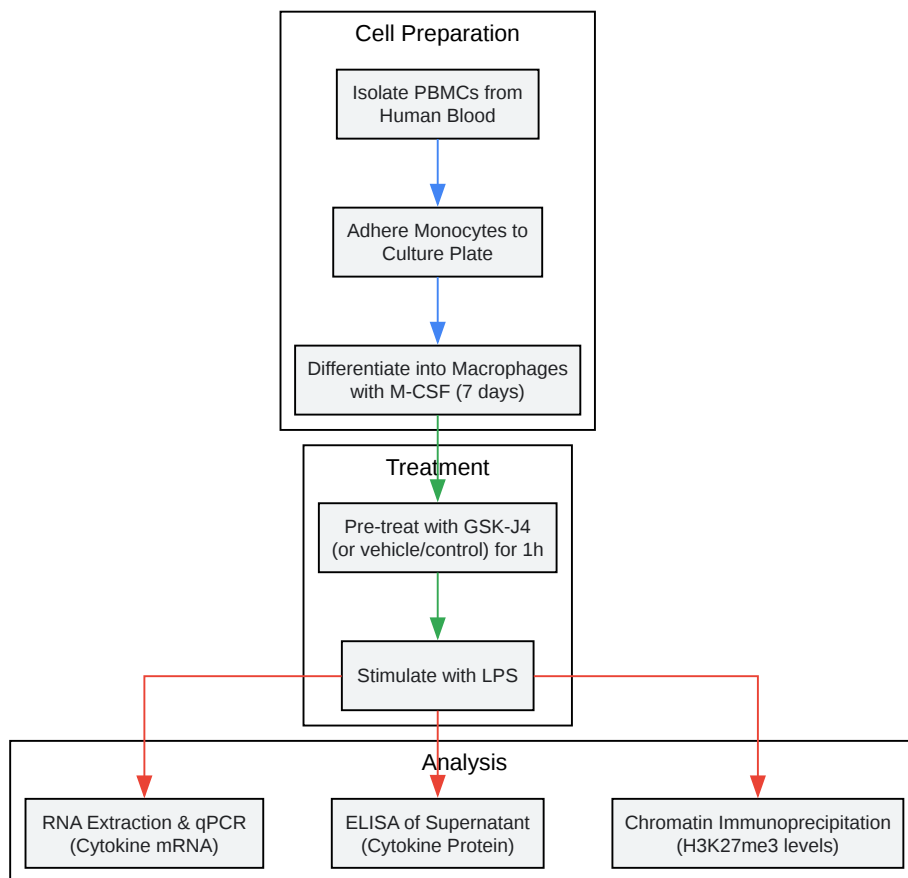 Cell Preparation
Isolate PBMCs from
Human Blood
Adhere Monocytes to
Culture Plate
Differentiate into Macrophages
with M-CSF (7 days)
Treatment
Pre-treat with GSK-J4
(or vehicle/control) for 1h
Stimulate with LPS
Analysis
RNA Extraction & qPCR
(Cytokine mRNA)
ELISA of Supernatant
(Cytokine Protein)
Chromatin Immunoprecipitation
(H3K27me3 levels)